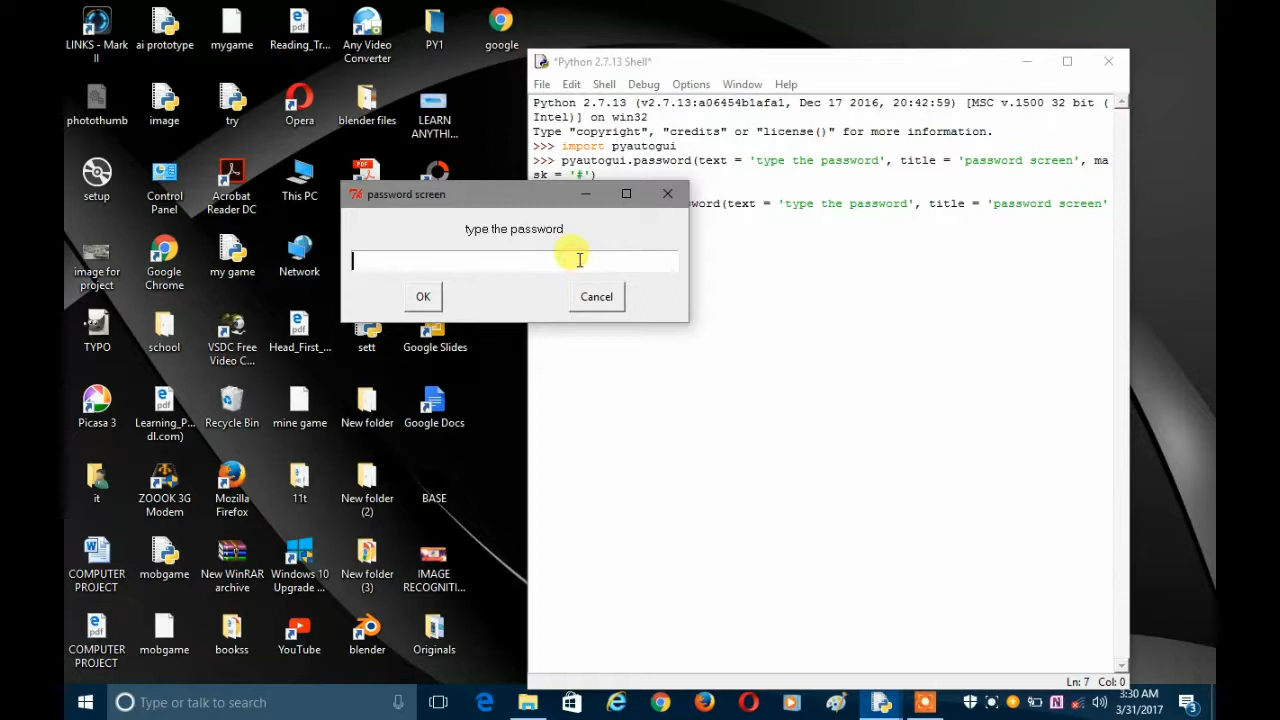 LINKS - Mark
II
ai prototype
mygame
Reading_Tr...
Any Video
Converter
PY1
google
photothumb
image
try
Opera
blender files
LEARN
ANYTHI...
setup
Control
Panel
Acrobat
Reader DC
This PC
image for
project
Google
Chrome
my game
Network
TYPO
school
VSDC Free
Video C...
Head_First_...
sett
Google Slides
Picasa 3
Learning_P...
dl.com)
Recycle Bin
mine game
New folder
Google Docs
it
ZOOOK 3G
Modem
Mozilla
Firefox
11t
New folder
(2)
BASE
COMPUTER
PROJECT
mobgame
New WinRAR
archive
Windows 10
Upgrade ...
New folder
(3)
IMAGE
RECOGNITI...
COMPUTER
PROJECT
mobgame
bookss
YouTube
blender
Originals
*Python 2.7.13 Shell*
File Edit Shell Debug Options Window Help
Python 2.7.13 (v2.7.13:a06454b1afa1, Dec 17 2016, 20:42:59) [MSC v.1500 32 bit (
Intel)] on win32
Type "copyright", "credits" or "license()" for more information.
>>> import pyautogui
>>> pyautogui.password(text = 'type the password', title = 'password screen', ma
sk = '#')
word(text = 'type the password', title = 'password screen'
password screen
type the password
OK
Cancel
Ln: 7 Col: 0
Type or talk to search
3:30 AM
3/31/2017
3